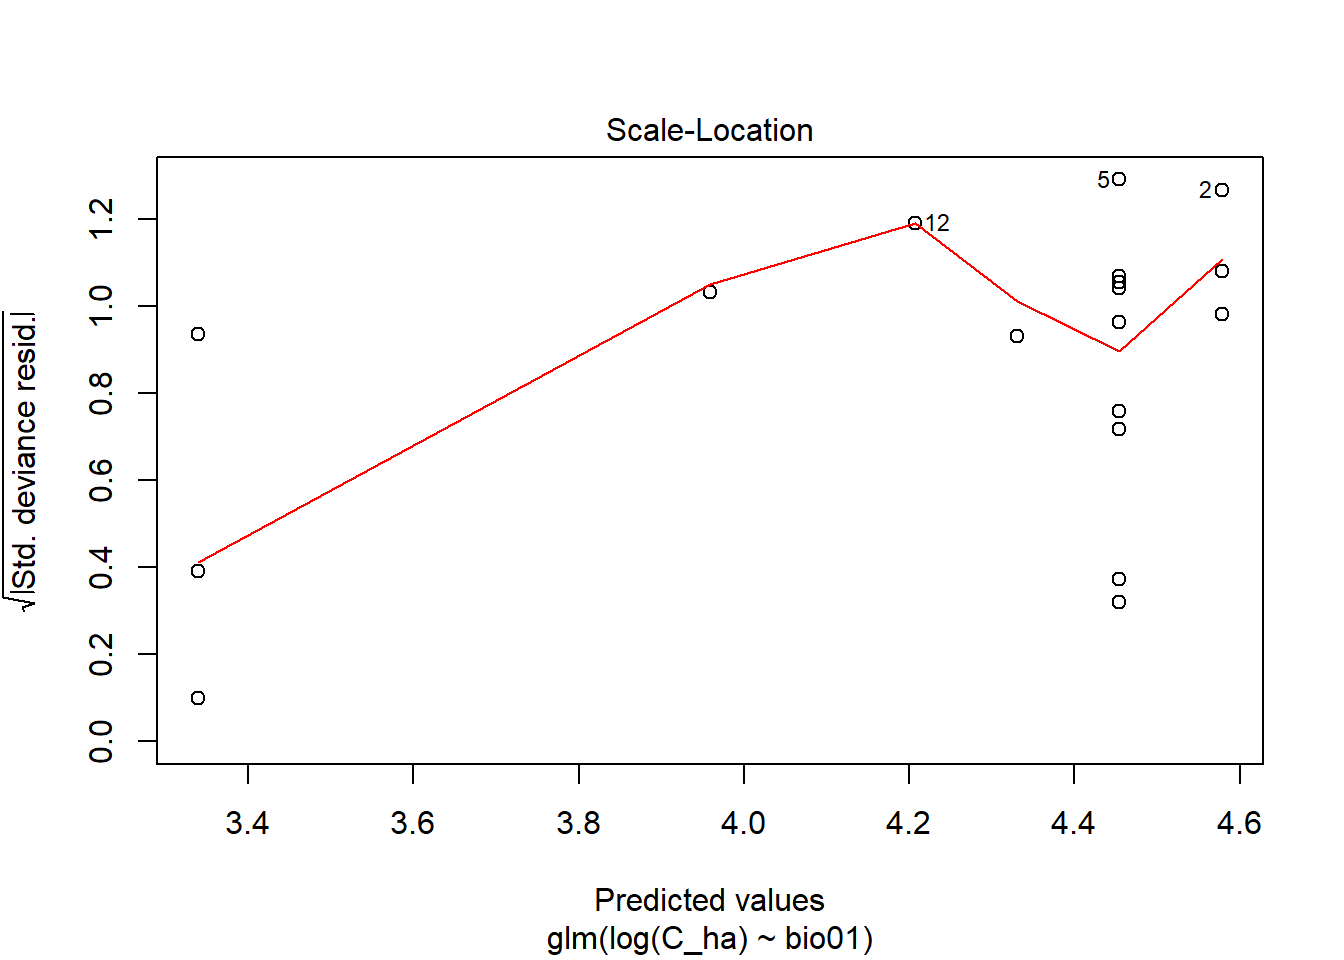 Scale-Location
√|Std. deviance resid.|
1.2
1.0
0.8
0.6
0.4
0.2
0.0
5
2
12
3.4 3.6 3.8 4.0 4.2 4.4 4.6
Predicted values
glm(log(C_ha) ~ bio01)